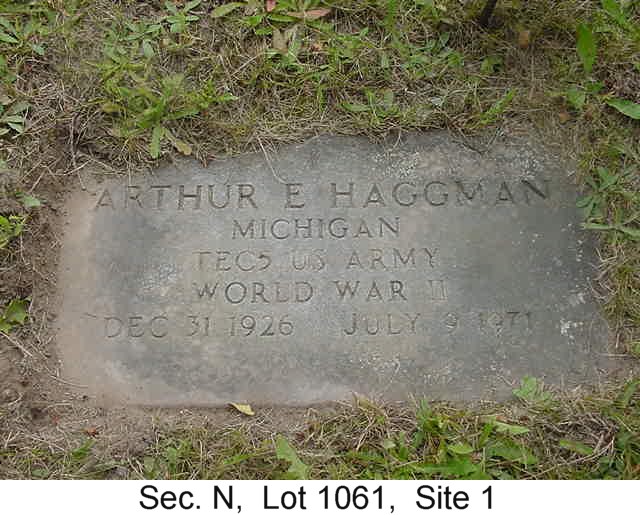 ARTHUR E HAGGMAN
MICHIGAN
TEC5 US ARMY
WORLD WAR II
DEC 31 1926 JULY 9 1971
Sec. N, Lot 1061, Site 1